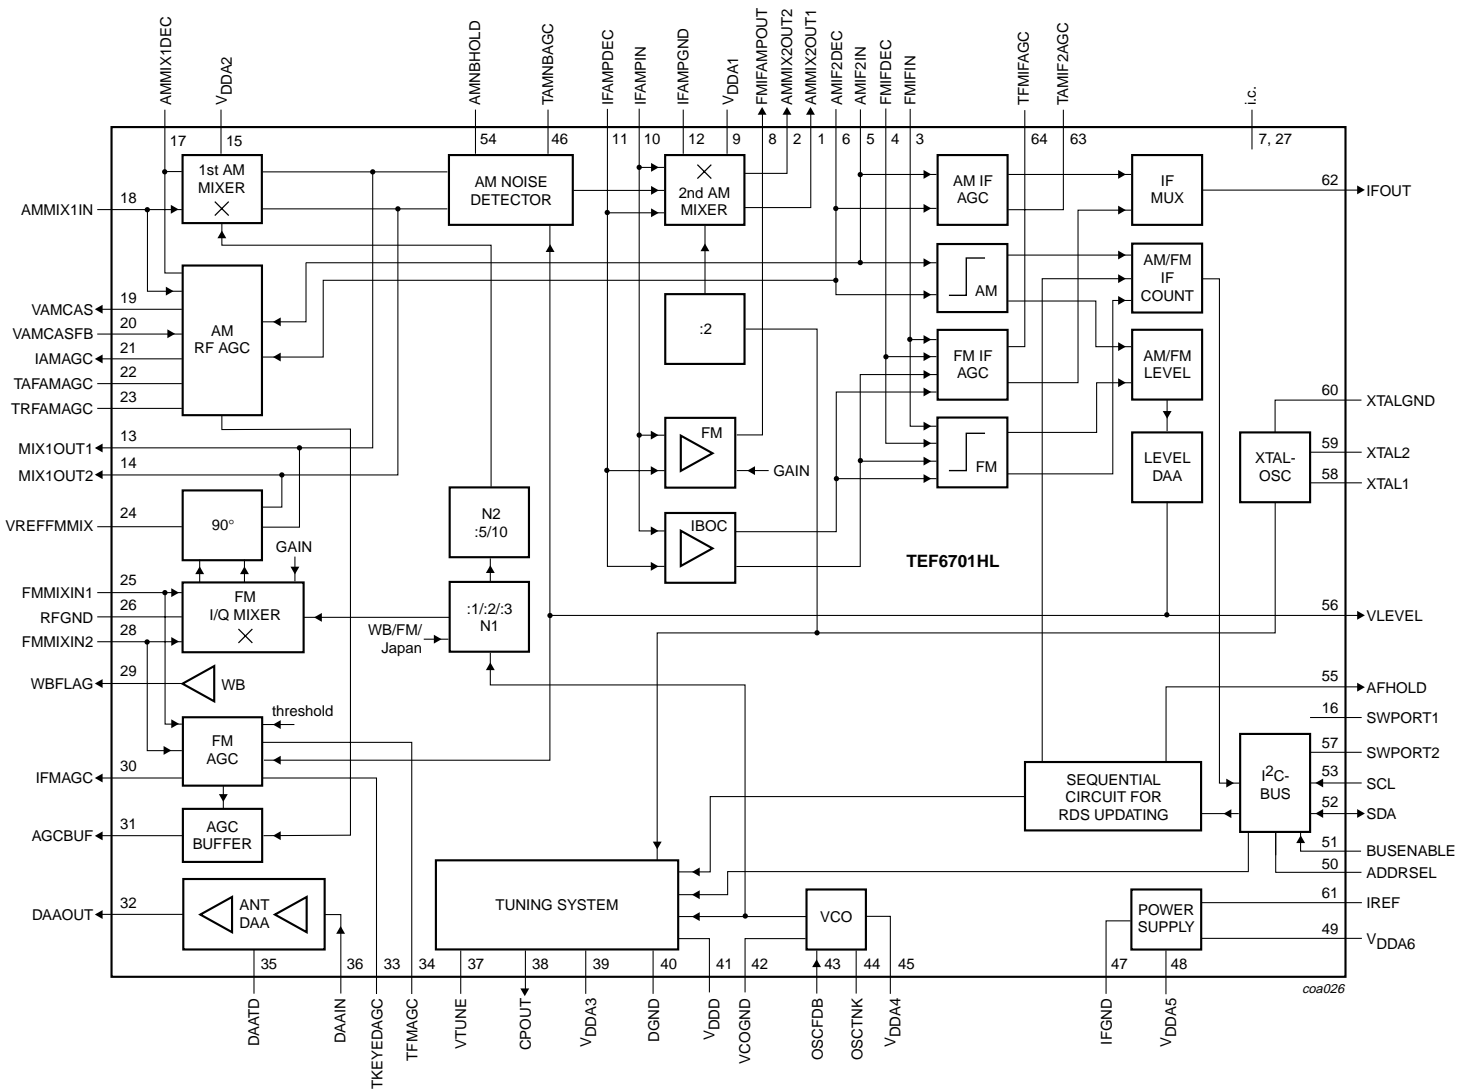 AMMIX1DEC
VDDA2
AMNBHOLD
TAMNBAGC
IFAMPDEC
IFAMPIN
IFAMPGND
VDDA1
FMIFAMPOUT
AMMIX2OUT2
AMMIX2OUT1
AMIF2DEC
AMIF2IN
FMIFDEC
FMIFIN
TFMIFAGC
TAMIF2AGC
i.c.
17
15
54
46
11
10
12
9
8
2
1
6
5
4
3
64
63
7, 27
1st AM
MIXER
AM NOISE
DETECTOR
2nd AM
MIXER
AM IF
AGC
IF
MUX
62
IFOUT
AMMIX1IN
18
AM
RF AGC
:2
AM
AM/FM
IF
COUNT
VAMCAS
19
VAMCASFB
20
IAMAGC
21
TAFAMAGC
22
TRFAMAGC
23
FM IF
AGC
AM/FM
LEVEL
60
XTALGND
MIX1OUT1
13
MIX1OUT2
14
FM
GAIN
FM
LEVEL
DAA
XTAL-
OSC
59
XTAL2
58
XTAL1
VREFFMMIX
24
90°
N2
:5/10
IBOC
TEF6701HL
GAIN
FMMIXIN1
25
RFGND
26
FMMIXIN2
28
FM
I/Q MIXER
WB/FM/
Japan
:1/:2/:3
N1
56
VLEVEL
WBFLAG
29
WB
threshold
FM
AGC
IFMAGC
30
55
AFHOLD
16
SWPORT1
57
SWPORT2
53
SCL
52
SDA
51
BUSENABLE
50
ADDRSEL
SEQUENTIAL
CIRCUIT FOR
RDS UPDATING
I2C-
BUS
AGCBUF
31
AGC
BUFFER
DAAOUT
32
ANT
DAA
TUNING SYSTEM
VCO
POWER
SUPPLY
61
IREF
49
VDDA6
35
36
33
34
37
38
39
40
41
42
43
44
45
47
48
coa026
DAATD
DAAIN
TKEYEDAGC
TFMAGC
VTUNE
CPOUT
VDDA3
DGND
VDDD
VCOGND
OSCFDB
OSCTNK
VDDA4
IFGND
VDDA5